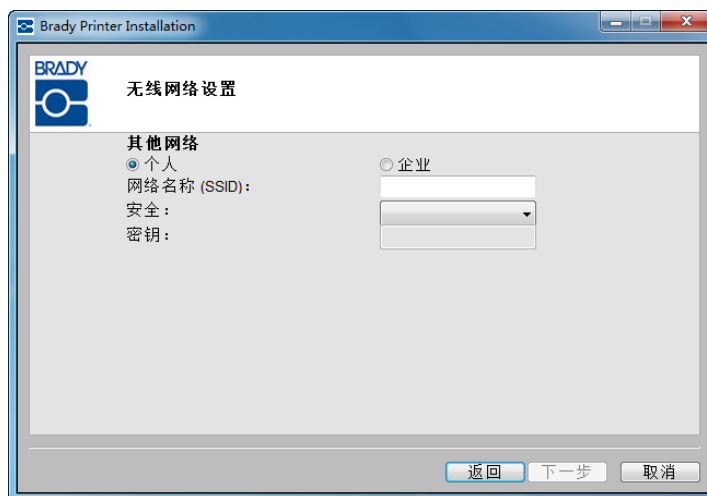 Brady Printer Installation
BRADY
无线网络设置
其他网络
个人 企业
网络名称 (SSID)：
安全：
密钥：
返回 下一步 取消